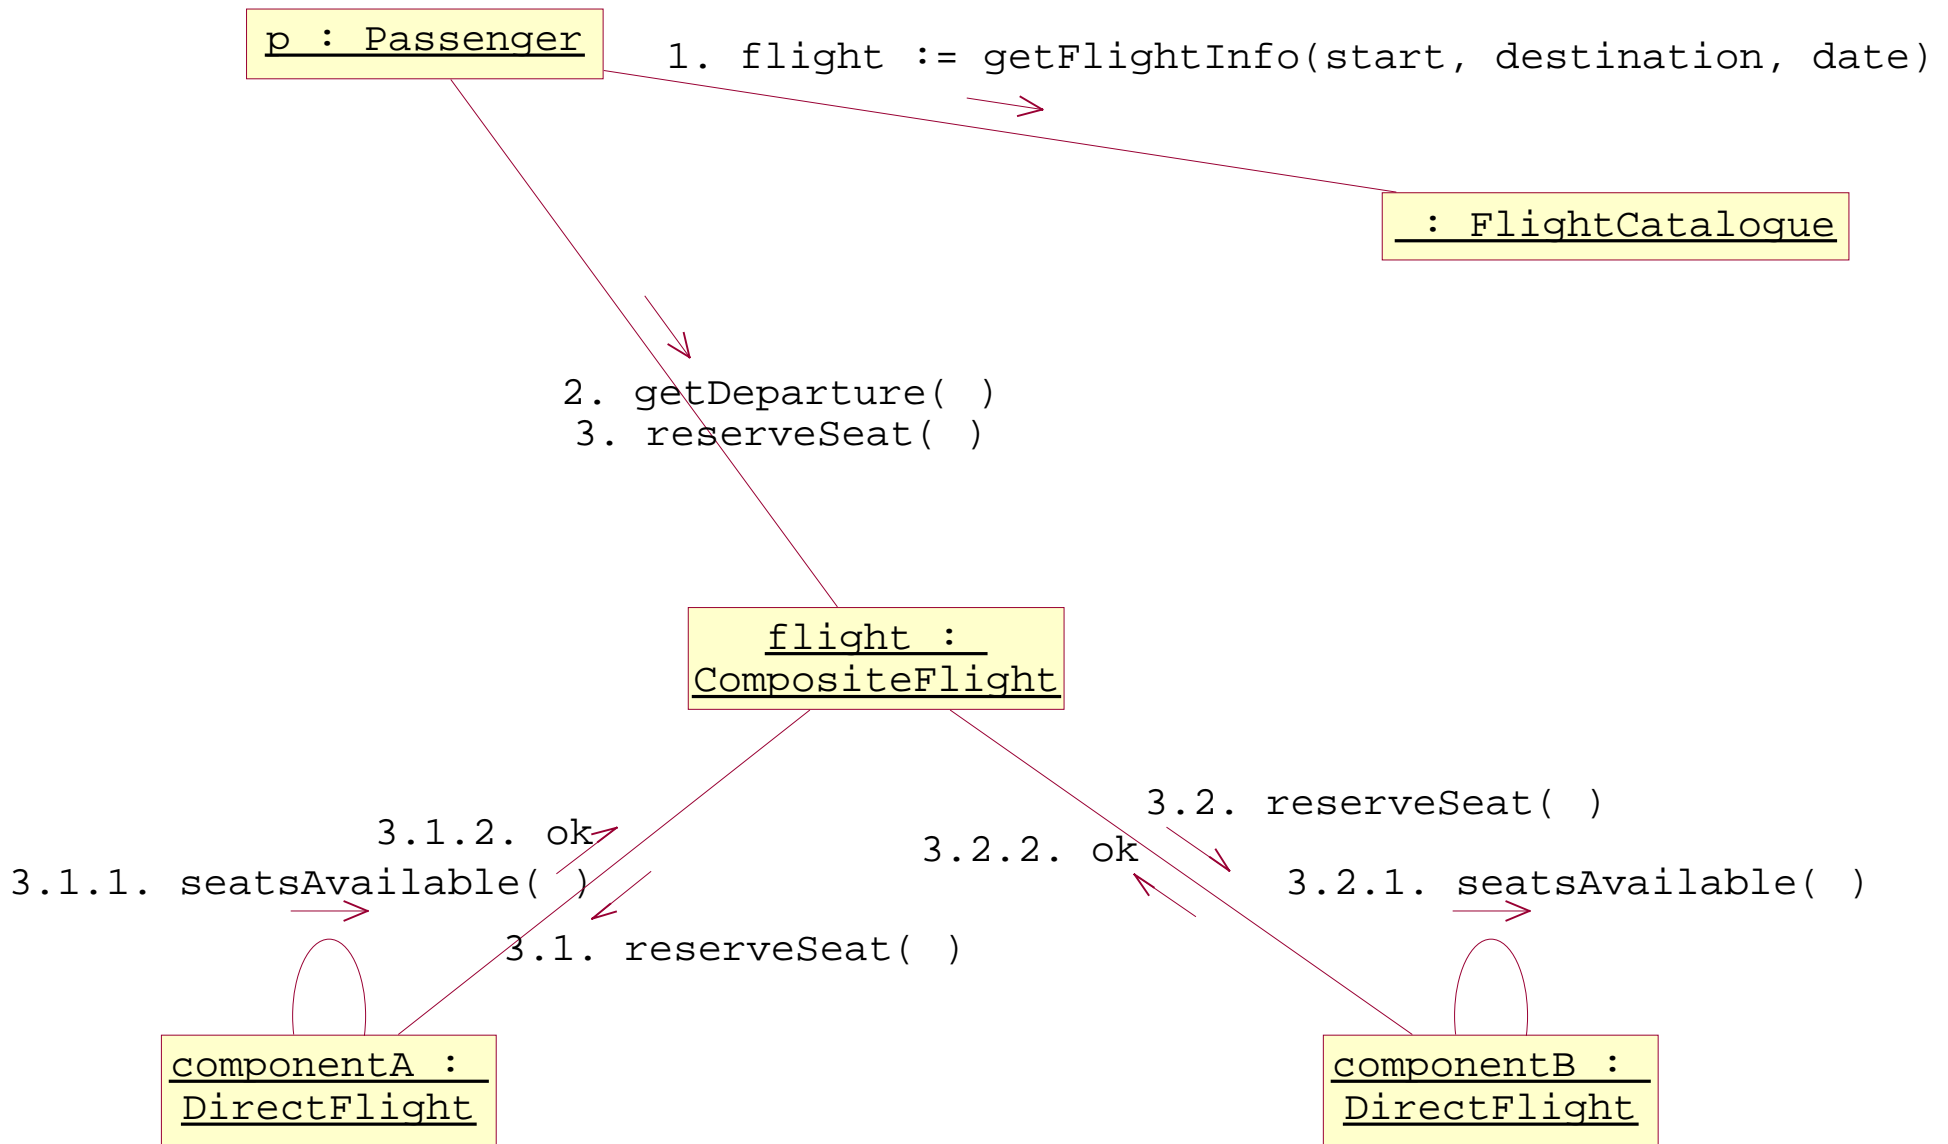 p : Passenger
1. flight := getFlightInfo(start, destination, date)
: FlightCatalogue
2. getDeparture( )
3. reserveSeat( )
flight :
CompositeFlight
3.2. reserveSeat( )
3.1.2. ok
3.2.2. ok
3.1.1. seatsAvailable( )
3.2.1. seatsAvailable( )
3.1. reserveSeat( )
componentA :
DirectFlight
componentB :
DirectFlight